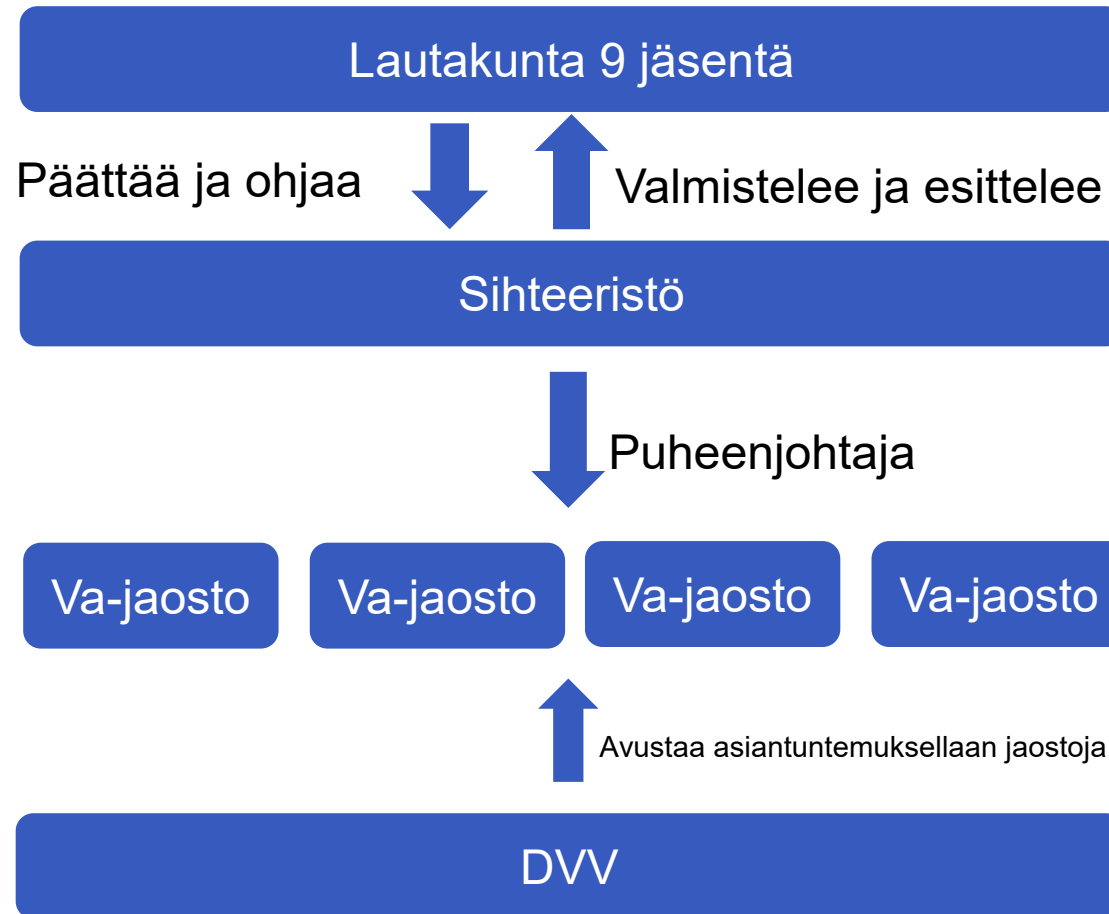 Lautakunta 9 jäsentä
Päättää ja ohjaa
Valmistelee ja esittelee
Sihteeristö
Puheenjohtaja
Va-jaosto
Va-jaosto
Va-jaosto
Va-jaosto
Avustaa asiantuntemuksellaan jaostoja
DVV